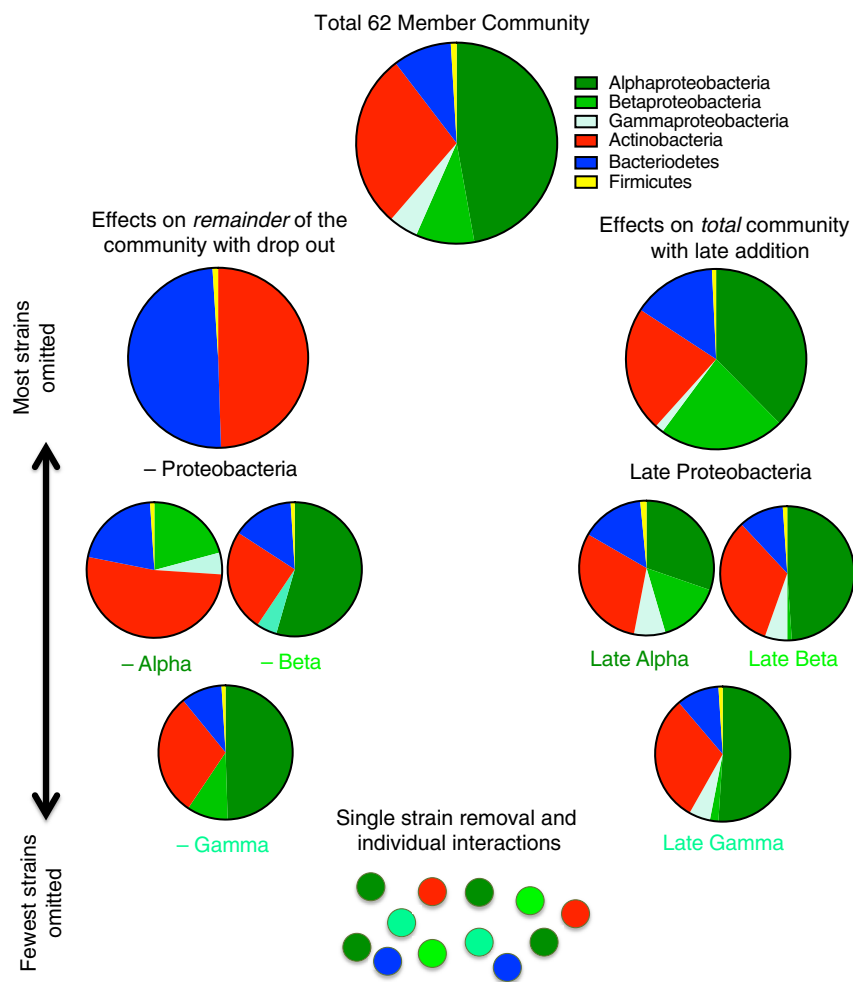 Total 62 Member Community
Alphaproteobacteria
Betaproteobacteria
Gammaproteobacteria
Actinobacteria
Bacteriodetes
Firmicutes
Effects on remainder of the
community with drop out
Effects on total community
with late addition
Most strains
omitted
– Proteobacteria
Late Proteobacteria
– Alpha
– Beta
Late Alpha
Late Beta
– Gamma
Late Gamma
Single strain removal and
individual interactions
Fewest strains
omitted